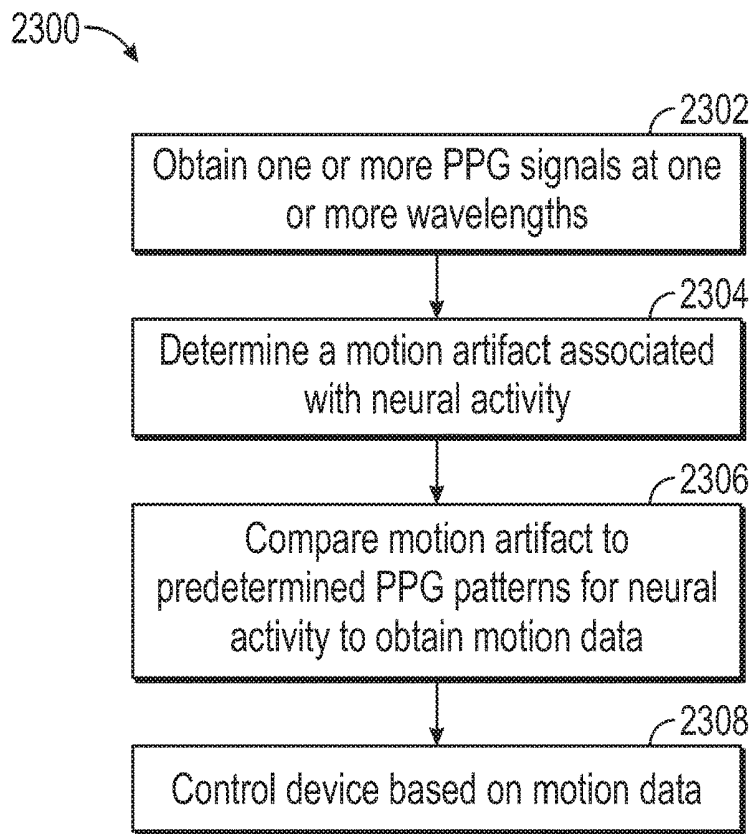 2300
2302
Obtain one or more PPG signals at one
or more wavelengths
2304
Determine a motion artifact associated
with neural activity
2306
Compare motion artifact to
predetermined PPG patterns for neural
activity to obtain motion data
2308
Control device based on motion data